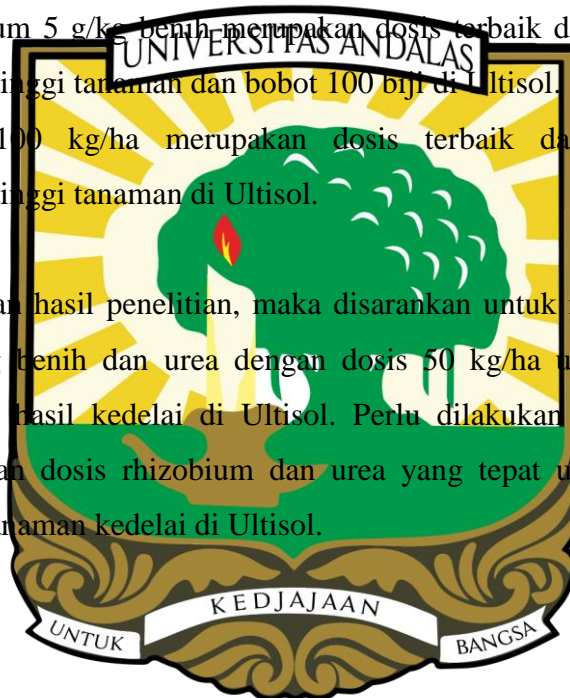 um 5 g/kg benih merupakan dosis terbaik d
UNIVERSITAS ANDALAS
nggi tanaman dan bobot 100 biji di Ultisol.
100 kg/ha merupakan dosis terbaik da
inggi tanaman di Ultisol.
an hasil penelitian, maka disarankan untuk
benih dan urea dengan dosis 50 kg/ha u
hasil kedelai di Ultisol. Perlu dilakukan
an dosis rhizobium dan urea yang tepat u
anaman kedelai di Ultisol.
KEDJAJAAN
UNTUK
BANGSA